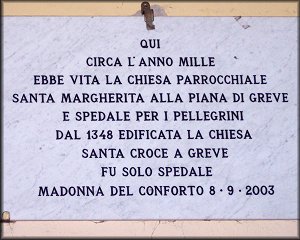 QUI
CIRCA L'ANNO MILLE
EBBE VITA LA CHIESA PARROCCHIALE
SANTA MARGHERITA ALLA PIANA DI GREVE
E SPEDALE PER I PELLEGRINI
DAL 1348 EDIFICATA LA CHIESA
SANTA CROCE A GREVE
FU SOLO SPEDALE
MADONNA DEL CONFORTO 8·9·2003